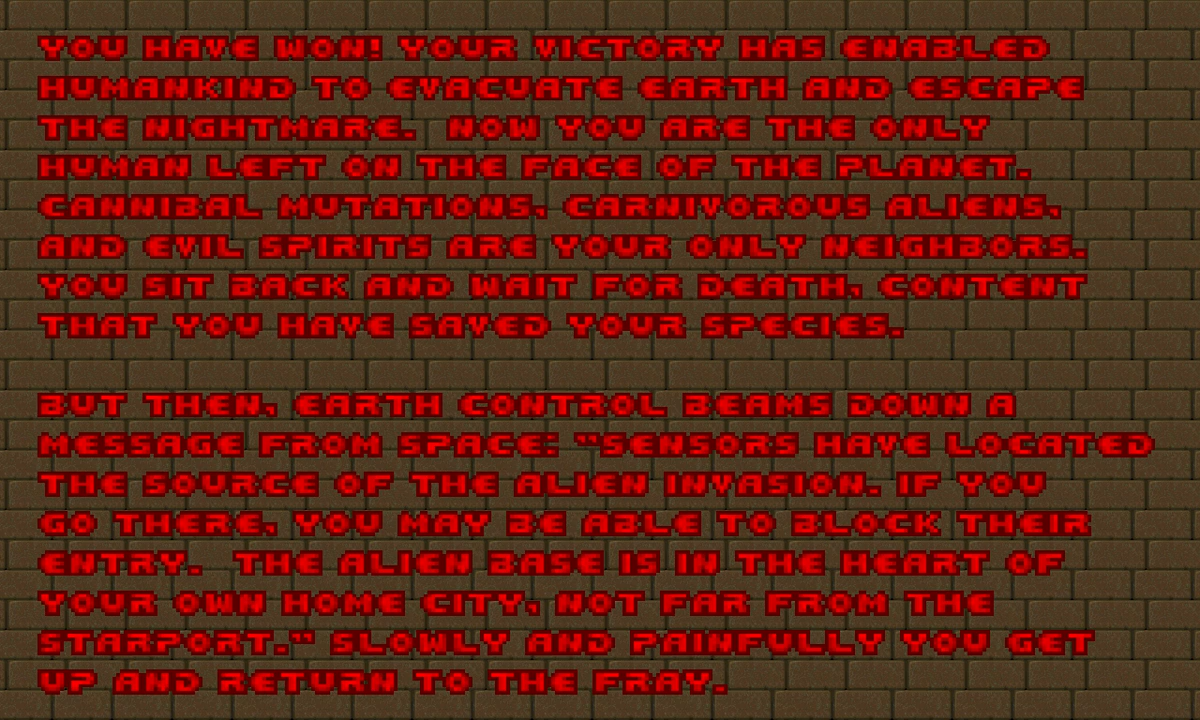 YOU HAVE WON! YOUR VICTORY HAS ENABLED
HUMANKIND TO EVACUATE EARTH AND ESCAPE
THE NIGHTMARE.  NOW YOU ARE THE ONLY
HUMAN LEFT ON THE FACE OF THE PLANET.
CANNIBAL MUTATIONS, CARNIVOROUS ALIENS,
AND EVIL SPIRITS ARE YOUR ONLY NEIGHBORS.
YOU SIT BACK AND WAIT FOR DEATH, CONTENT
THAT YOU HAVE SAVED YOUR SPECIES.
BUT THEN, EARTH CONTROL BEAMS DOWN A
MESSAGE FROM SPACE: "SENSORS HAVE LOCATED
THE SOURCE OF THE ALIEN INVASION. IF YOU
GO THERE, YOU MAY BE ABLE TO BLOCK THEIR
ENTRY.  THE ALIEN BASE IS IN THE HEART OF
YOUR OWN HOME CITY, NOT FAR FROM THE
STARPORT." SLOWLY AND PAINFULLY YOU GET
UP AND RETURN TO THE FRAY.